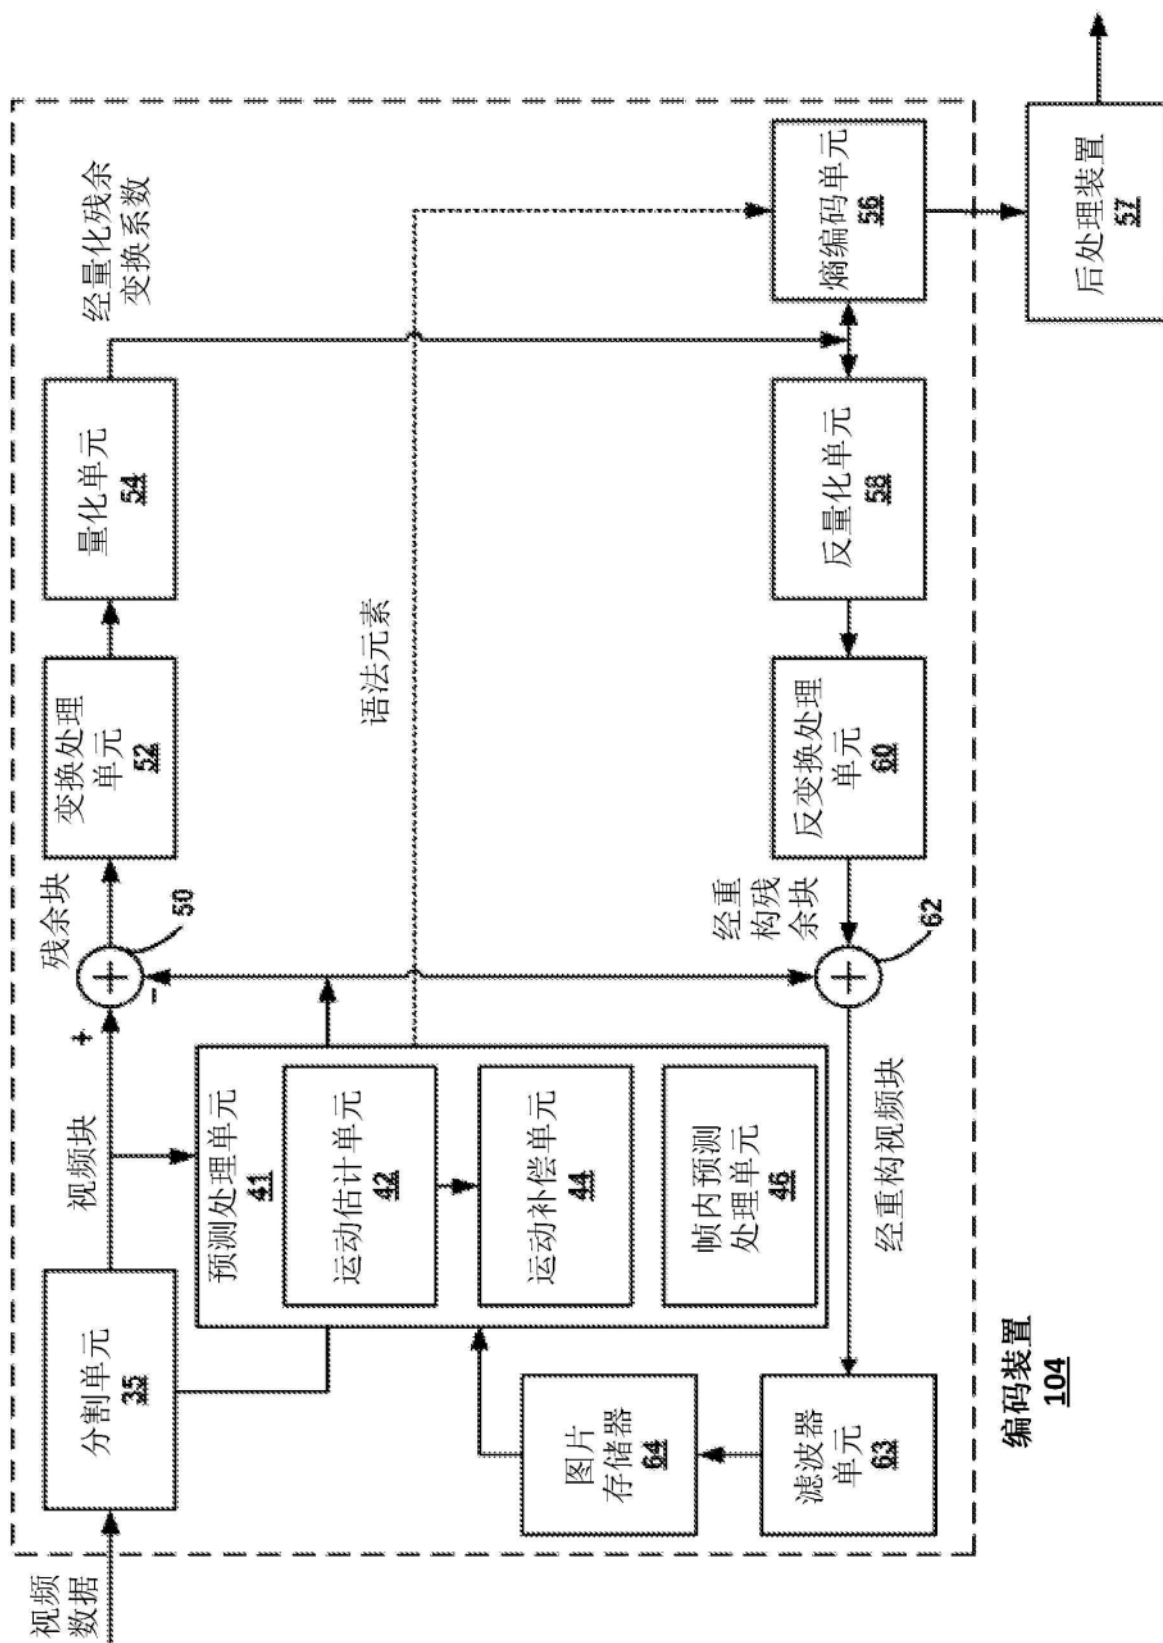 视频
数据
分割单元
35
视频块
+
-
残余块
50
变换处理
单元
52
量化单元
54
经量化残余
变换系数
预测处理单元
41
运动估计单元
42
运动补偿单元
44
帧内预测
处理单元
46
语法元素
图片
存储器
64
滤波器
单元
63
经重构视频块
62
经重
构残
余块
反变换处理
单元
60
反量化单元
58
熵编码单元
56
后处理装置
57
编码装置
104